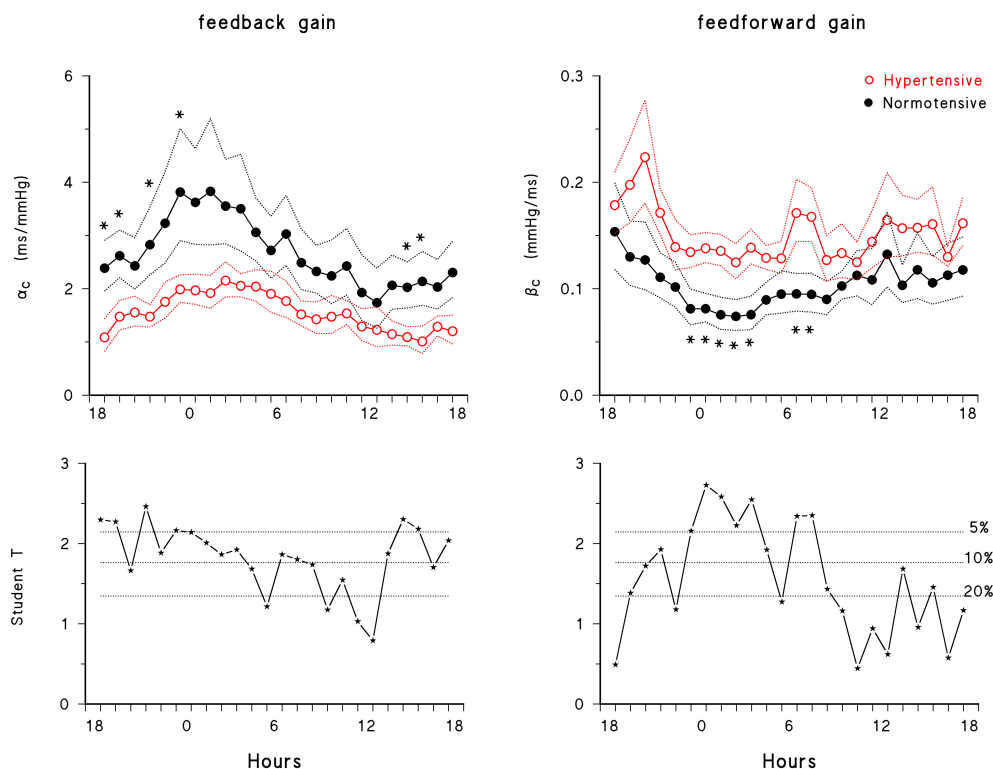 feedback gain
feedforward gain
6
4
2
0
αc (ms/mmHg)
* * * * * * *
18 0 6 12 18
0.3
0.2
0.1
0.0
βc (mmHg/ms)
Hypertensive
Normotensive
* * * * * * *
18 0 6 12 18
3
2
1
0
Student T
18 0 6 12 18
Hours
3
2
1
0
5%
10%
20%
18 0 6 12 18
Hours